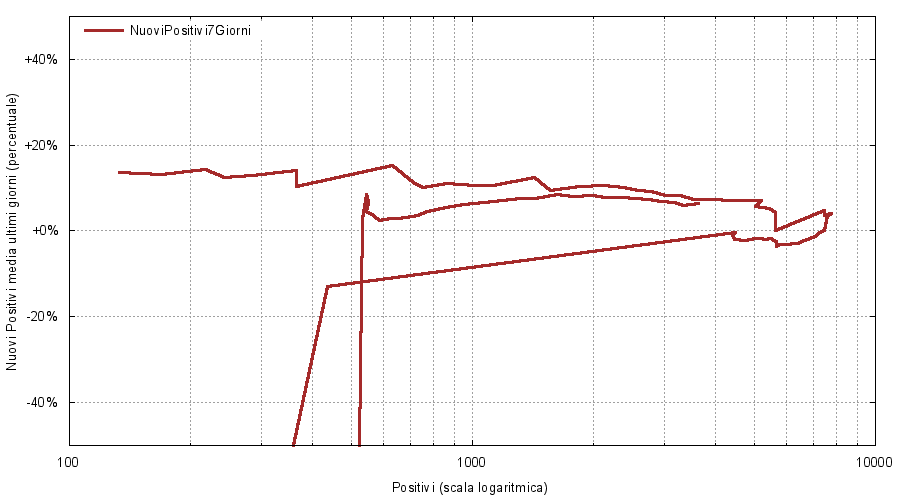 NuoviPositivi7Giorni
+40%
+20%
+0%
-20%
-40%
Nuovi Positivi media ultimi giorni (percentuale)
100
1000
10000
Positivi (scala logaritmica)